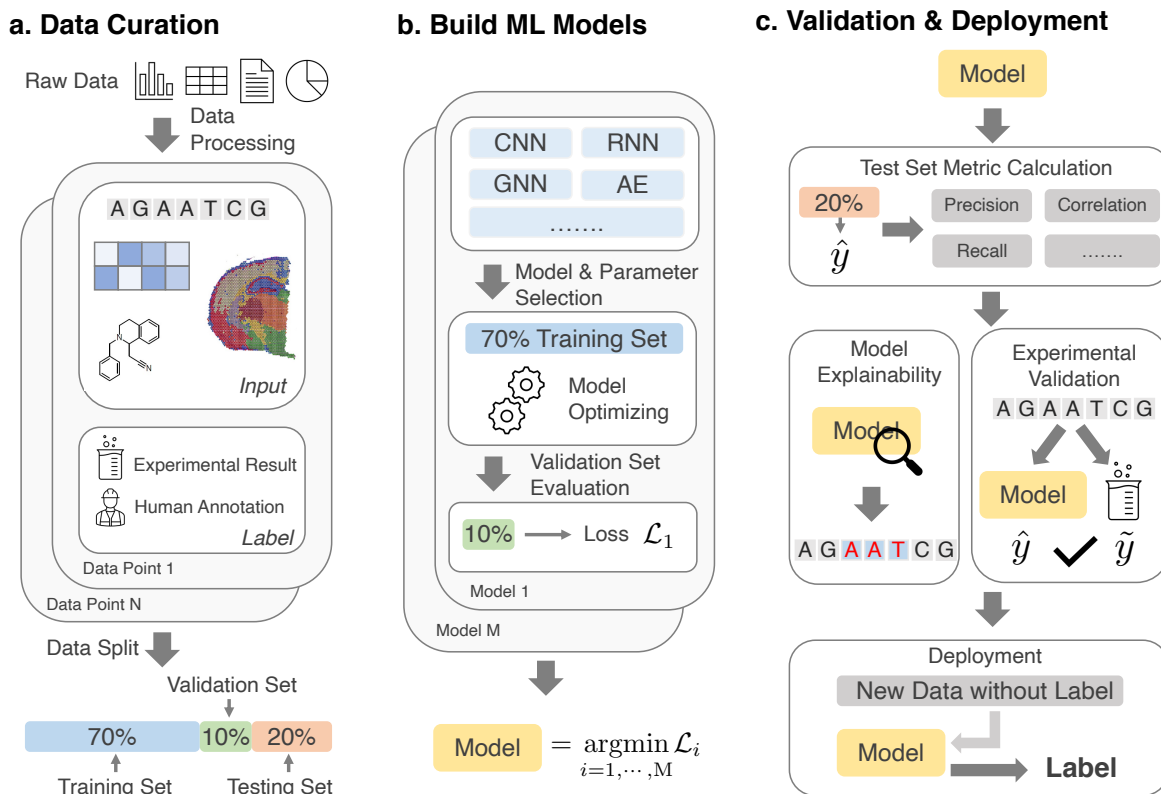 a. Data Curation
Raw Data
Data
Processing
A G A A T C G
N
N
Input
Experimental Result
Human Annotation
Label
Data Point 1
Data Point N
Data Split
Validation Set
70% 10% 20%
Training Set Testing Set
b. Build ML Models
CNN RNN
GNN AE
.......
Model & Parameter
Selection
70% Training Set
Model
Optimizing
Validation Set
Evaluation
10% Loss ℒ₁
Model 1
Model M
Model = argmin ℒᵢ
i=1,⋯,M
c. Validation & Deployment
Model
Test Set Metric Calculation
20% Precision Correlation
ŷ Recall .......
Model
Explainability
Model
A G A A T C G
Experimental
Validation
A G A A T C G
Model
ŷ ỹ
Deployment
New Data without Label
Model
Label